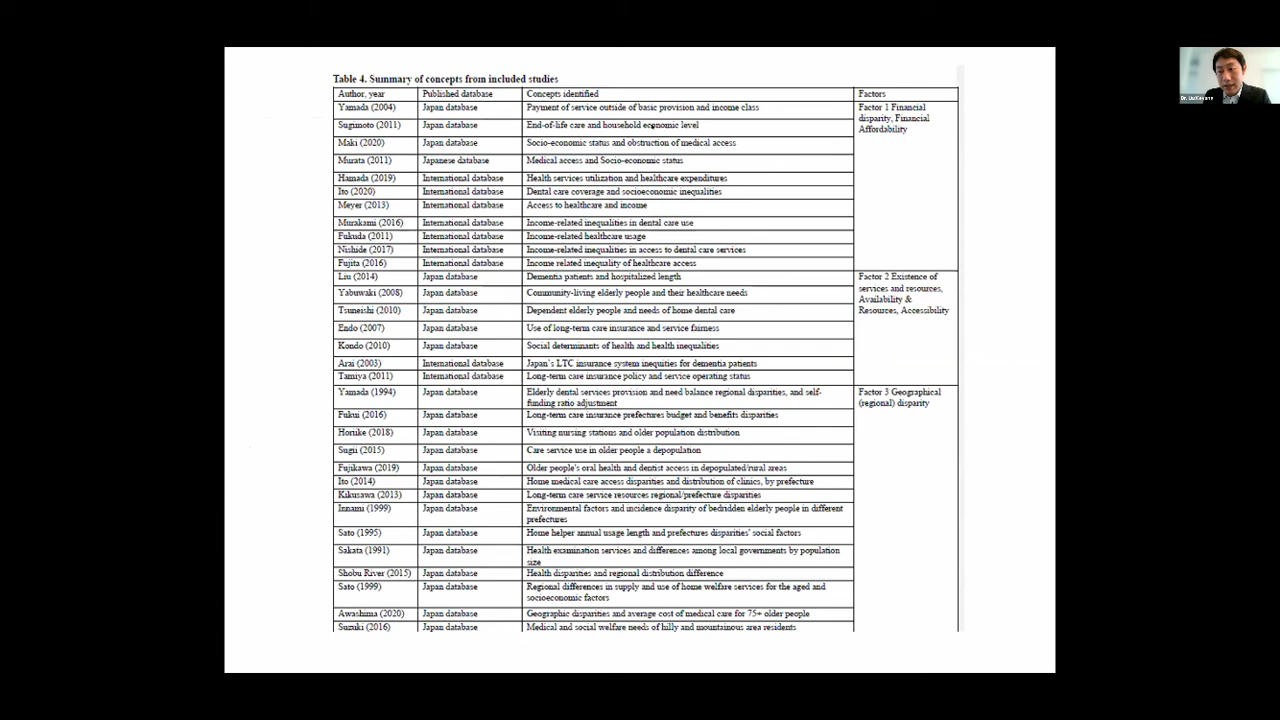 Table 4. Summary of concepts from included studies
Author, year Published database Concepts identified Factors
Yamada (2004) Japan database Payment of service outside of basic provision and income class Factor 1 Financial
disparity, Financial
Affordability
Sugimoto (2011) Japan database End-of-life care and household economic level
Maki (2020) Japan database Socio-economic status and obstruction of medical access
Murata (2011) Japanese database Medical access and Socio-economic status
Hamada (2019) International database Health services utilization and healthcare expenditures
Ito (2020) International database Dental care coverage and socioeconomic inequalities
Meyer (2013) International database Access to healthcare and income
Murakami (2016) International database Income-related inequalities in dental care use
Fukuda (2011) International database Income-related healthcare usage
Nishide (2017) International database Income-related inequalities in access to dental care services
Fujita (2016) International database Income related inequality of healthcare access
Liu (2014) Japan database Dementia patients and hospitalized length Factor 2 Existence of
services and resources,
Availability &
Resources, Accessibility
Yabuwaki (2008) Japan database Community-living elderly people and their healthcare needs
Tsuneishi (2010) Japan database Dependent elderly people and needs of home dental care
Endo (2007) Japan database Use of long-term care insurance and service fairness
Kondo (2010) Japan database Social determinants of health and health inequalities
Arai (2003) International database Japan's LTC insurance system inequities for dementia patients
Tamiya (2011) International database Long-term care insurance policy and service operating status
Yamada (1994) Japan database Elderly dental services provision and need balance regional disparities, and self-
funding ratio adjustment Factor 3 Geographical
(regional) disparity
Fukui (2016) Japan database Long-term care insurance prefectures budget and benefits disparities
Horiike (2018) Japan database Visiting nursing stations and older population distribution
Sugii (2015) Japan database Care service use in older people a depopulation
Fujikawa (2019) Japan database Older people's oral health and dentist access in depopulated/rural areas
Ito (2014) Japan database Home medical care access disparities and distribution of clinics, by prefecture
Kikusawa (2013) Japan database Long-term care service resources regional/prefecture disparities
Innami (1999) Japan database Environmental factors and incidence disparity of bedridden elderly people in different
prefectures
Sato (1995) Japan database Home helper annual usage length and prefectures disparities' social factors
Sakata (1991) Japan database Health examination services and differences among local governments by population
size
Shobu River (2015) Japan database Health disparities and regional distribution difference
Sato (1999) Japan database Regional differences in supply and use of home welfare services for the aged and
socioeconomic factors
Awashima (2020) Japan database Geographic disparities and average cost of medical care for 75+ older people
Suzuki (2016) Japan database Medical and social welfare needs of hilly and mountainous area residents